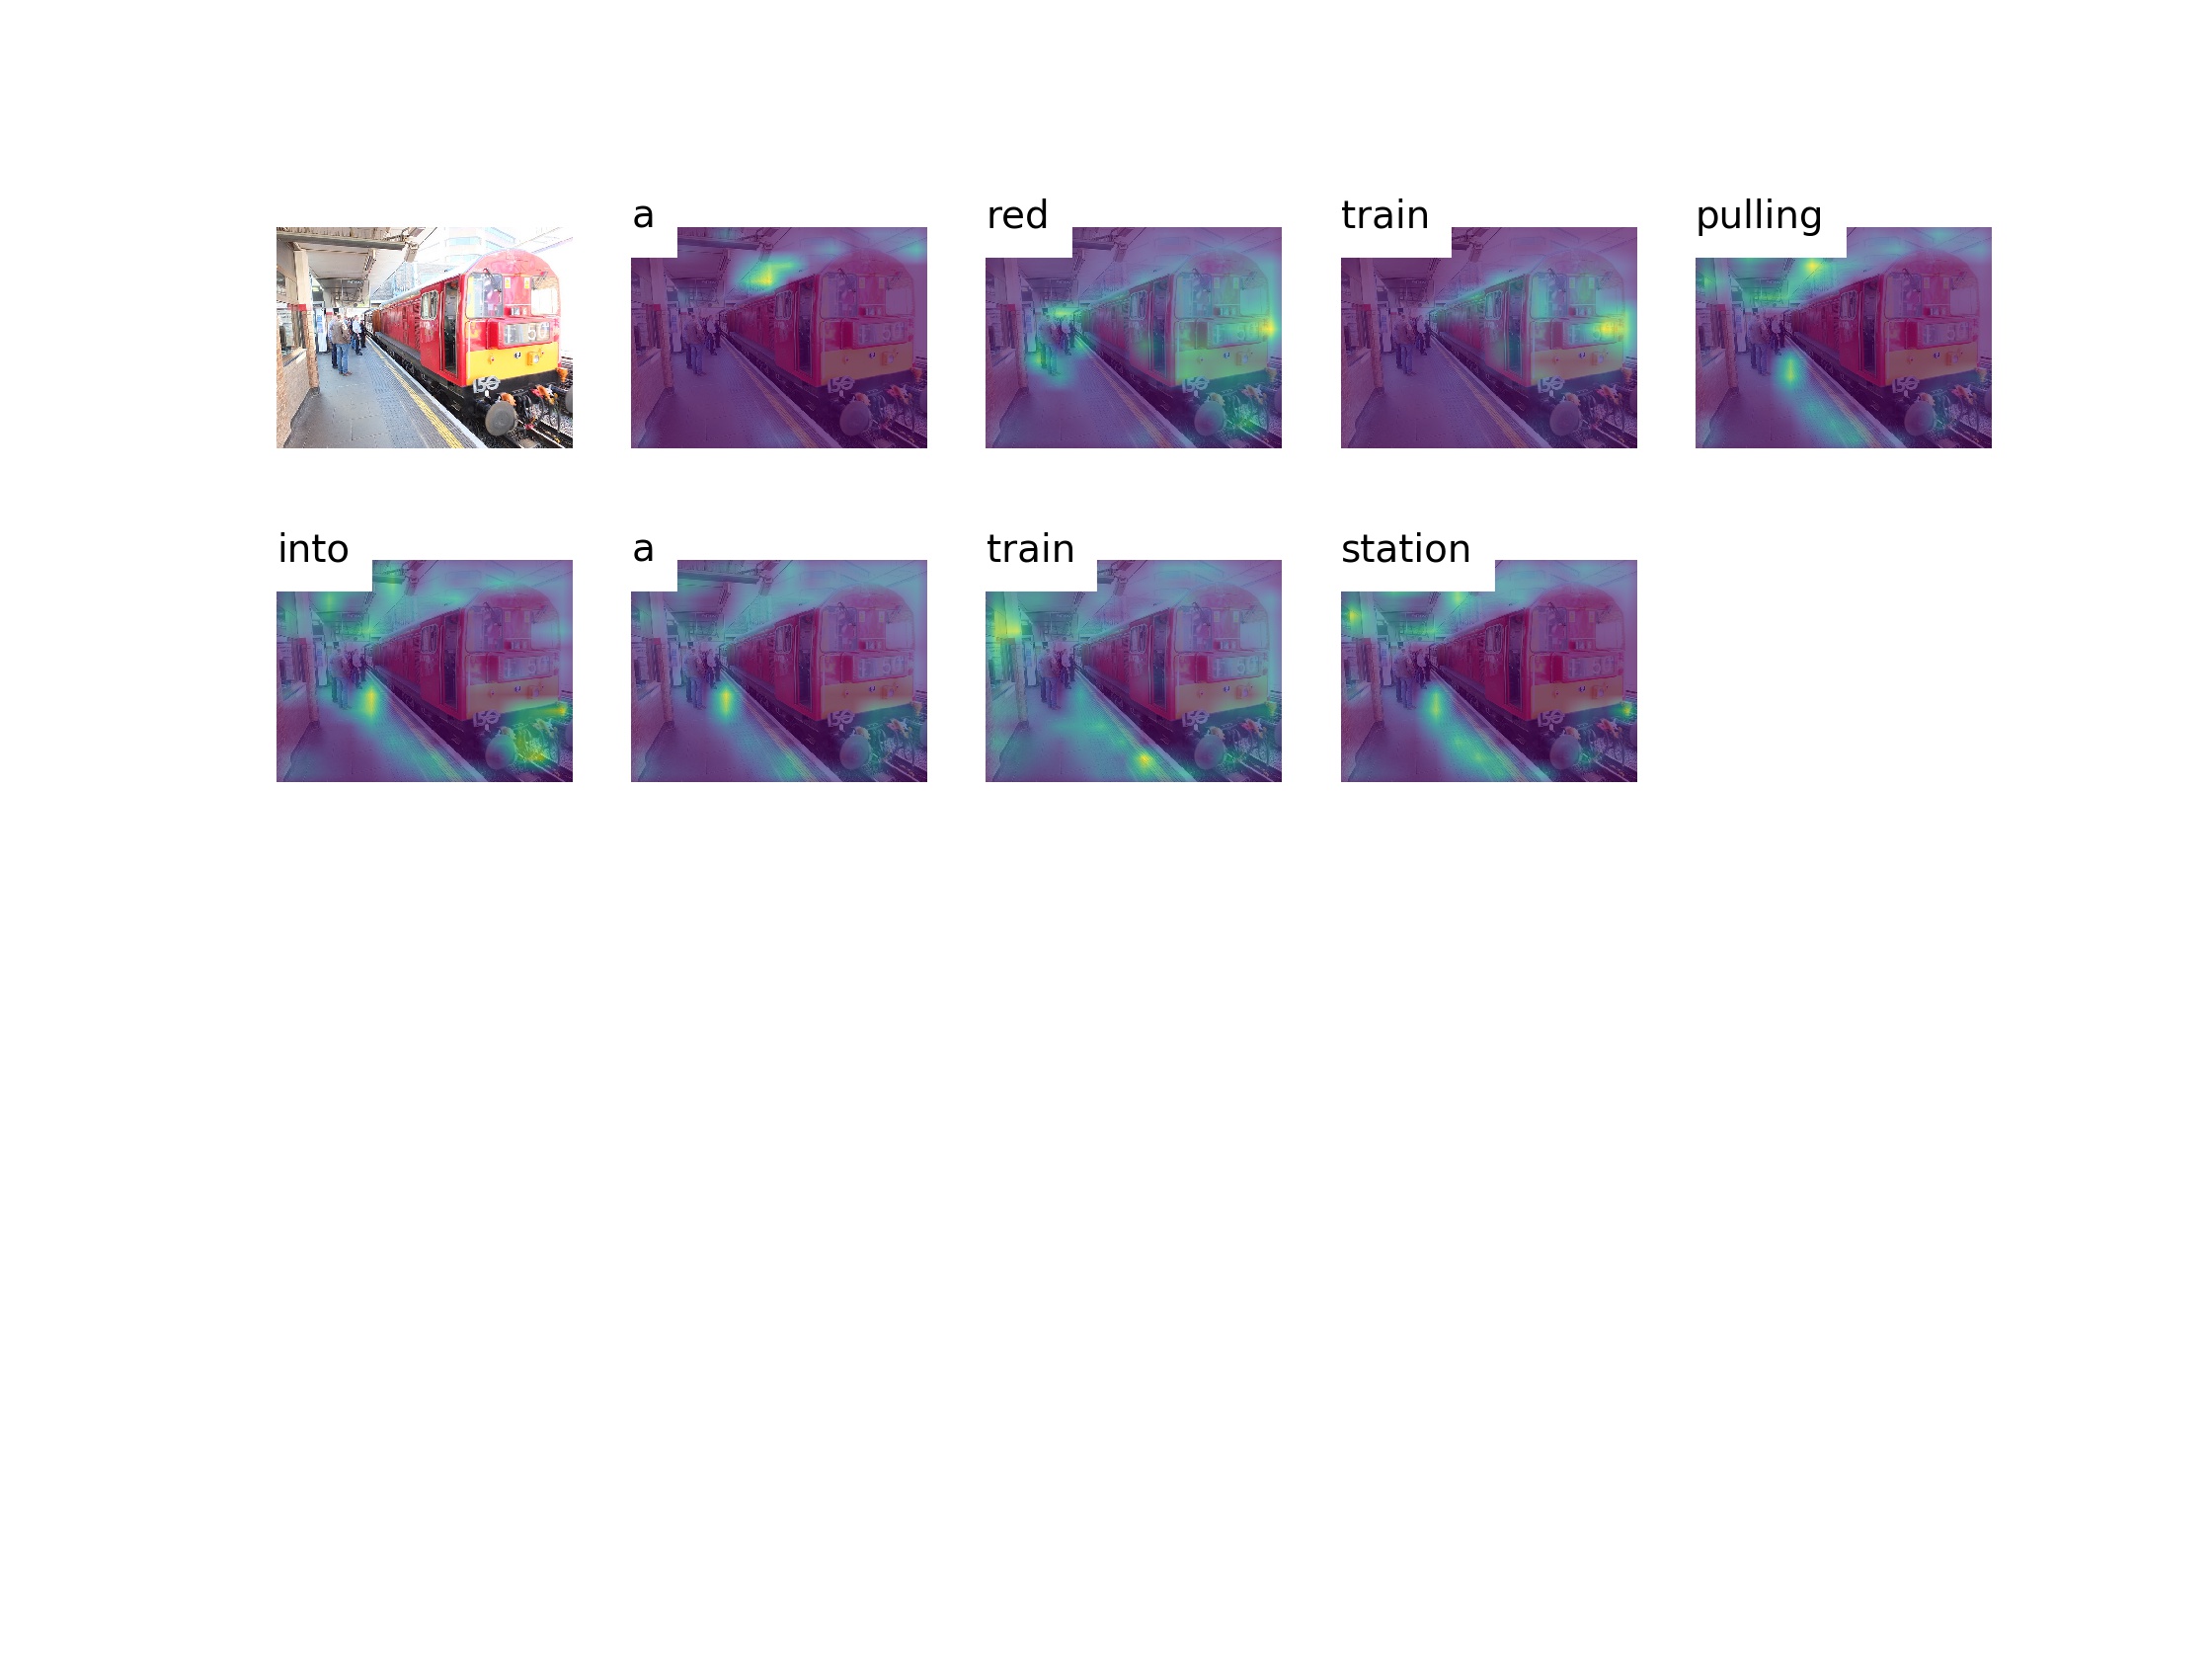 a
red
train
pulling
into
a
train
station